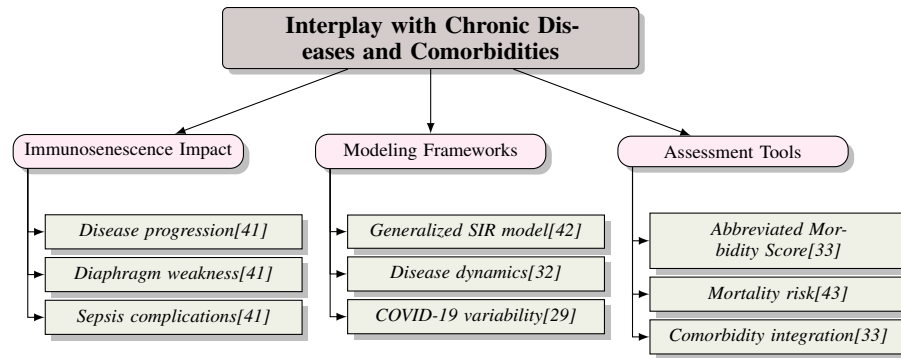 Interplay with Chronic Dis-
eases and Comorbidities
Immunosenescence Impact
Disease progression[41]
Diaphragm weakness[41]
Sepsis complications[41]
Modeling Frameworks
Generalized SIR model[42]
Disease dynamics[32]
COVID-19 variability[29]
Assessment Tools
Abbreviated Mor-
bidity Score[33]
Mortality risk[43]
Comorbidity integration[33]